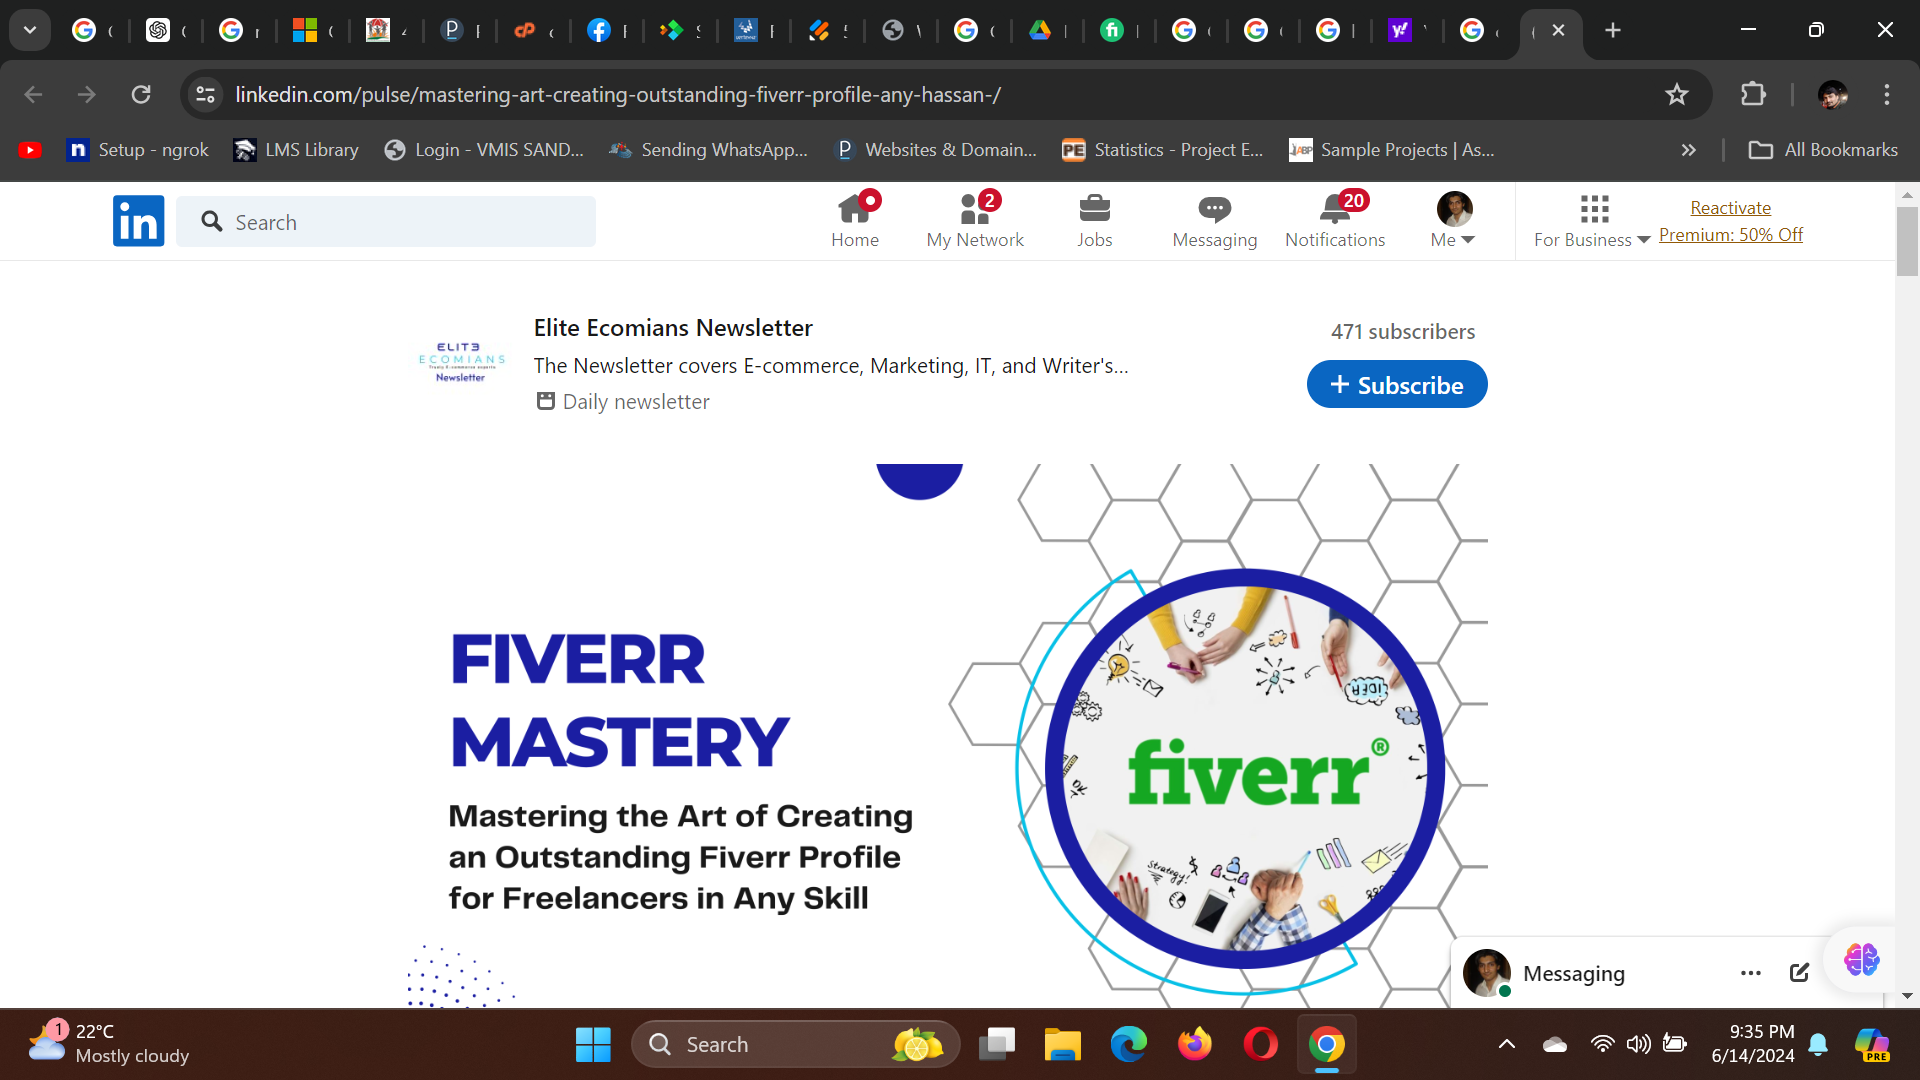 linkedin.com/pulse/mastering-art-creating-outstanding-fiverr-profile-any-hassan-/
Setup - ngrok
LMS Library
Login - VMIS SAND...
Sending WhatsApp...
Websites & Domain...
Statistics - Project E...
Sample Projects | As...
All Bookmarks
in
Search
Home
2
My Network
Jobs
Messaging
20
Notifications
Me
For Business
Reactivate
Premium: 50% Off
ELITE
ECOMIANS
Newsletter
Elite Ecomians Newsletter
The Newsletter covers E-commerce, Marketing, IT, and Writer's...
Daily newsletter
471 subscribers
+ Subscribe
FIVERR
MASTERY
Mastering the Art of Creating
an Outstanding Fiverr Profile
for Freelancers in Any Skill
IDEA
fiverr®
Strategy!
Messaging
1
22°C
Mostly cloudy
Search
9:35 PM
6/14/2024
PRE